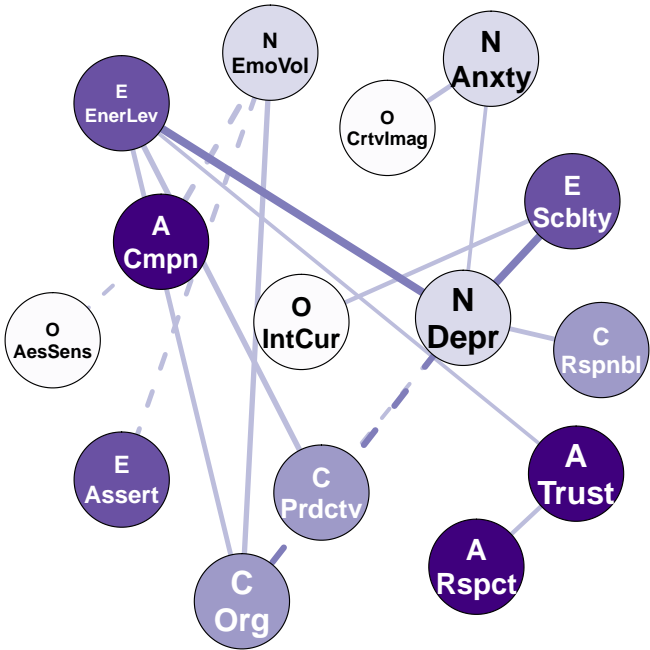 N
EmoVol
N
Anxty
E
EnerLev
O
CrtvImag
E
Scblty
A
Cmpn
O
IntCur
N
Depr
O
AesSens
C
Rspnbl
E
Assert
C
Prdctv
A
Trust
A
Rspct
C
Org